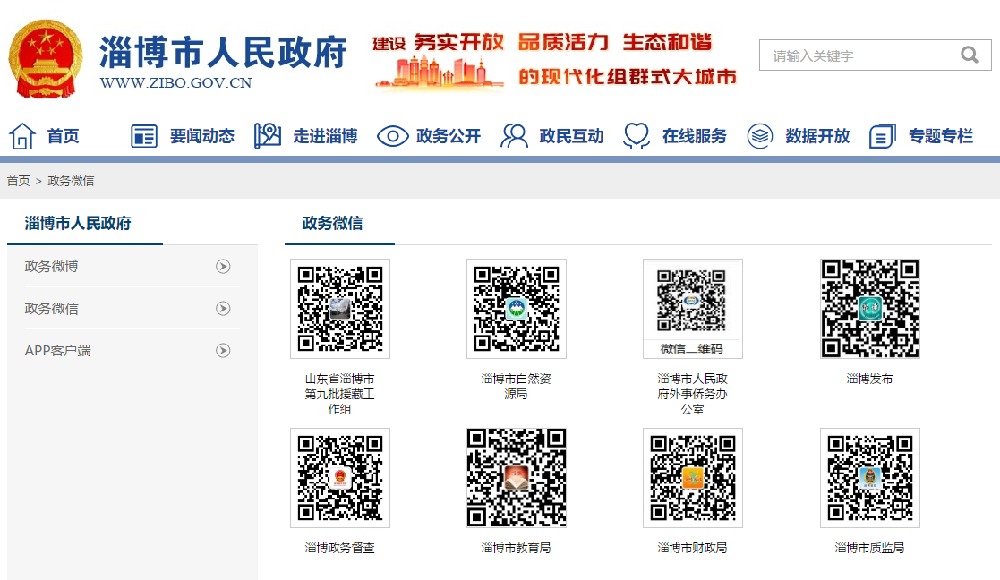 淄博市人民政府
WWW.ZIBO.GOV.CN
建设 务实开放 品质活力 生态和谐
的现代化组群式大城市
请输入关键字
首页 要闻动态 走进淄博 政务公开 政民互动 在线服务 数据开放 专题专栏
首页 > 政务微信
淄博市人民政府
政务微博
政务微信
APP客户端
政务微信
微信二维码
山东省淄博市
第九批援藏工
作组
淄博市自然资
源局
淄博市人民政
府外事侨务办
公室
淄博发布
淄博政务督查
淄博市教育局
淄博市财政局
淄博市质监局